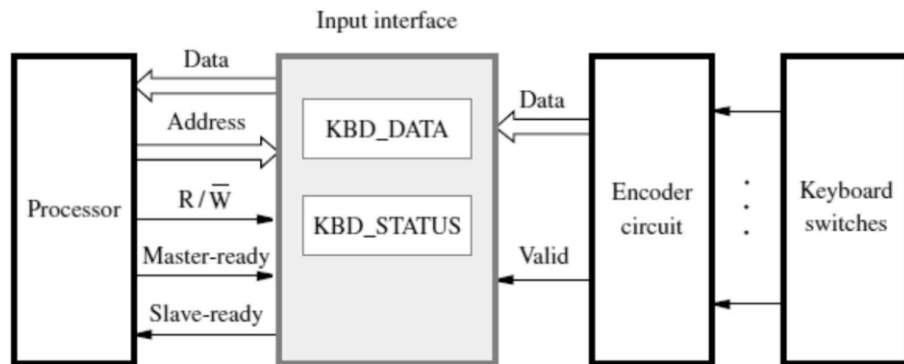 Input interface
Data
Address
Processor
R / W̅
Master-ready
Slave-ready
KBD_DATA
KBD_STATUS
Data
Valid
Encoder
circuit
Keyboard
switches